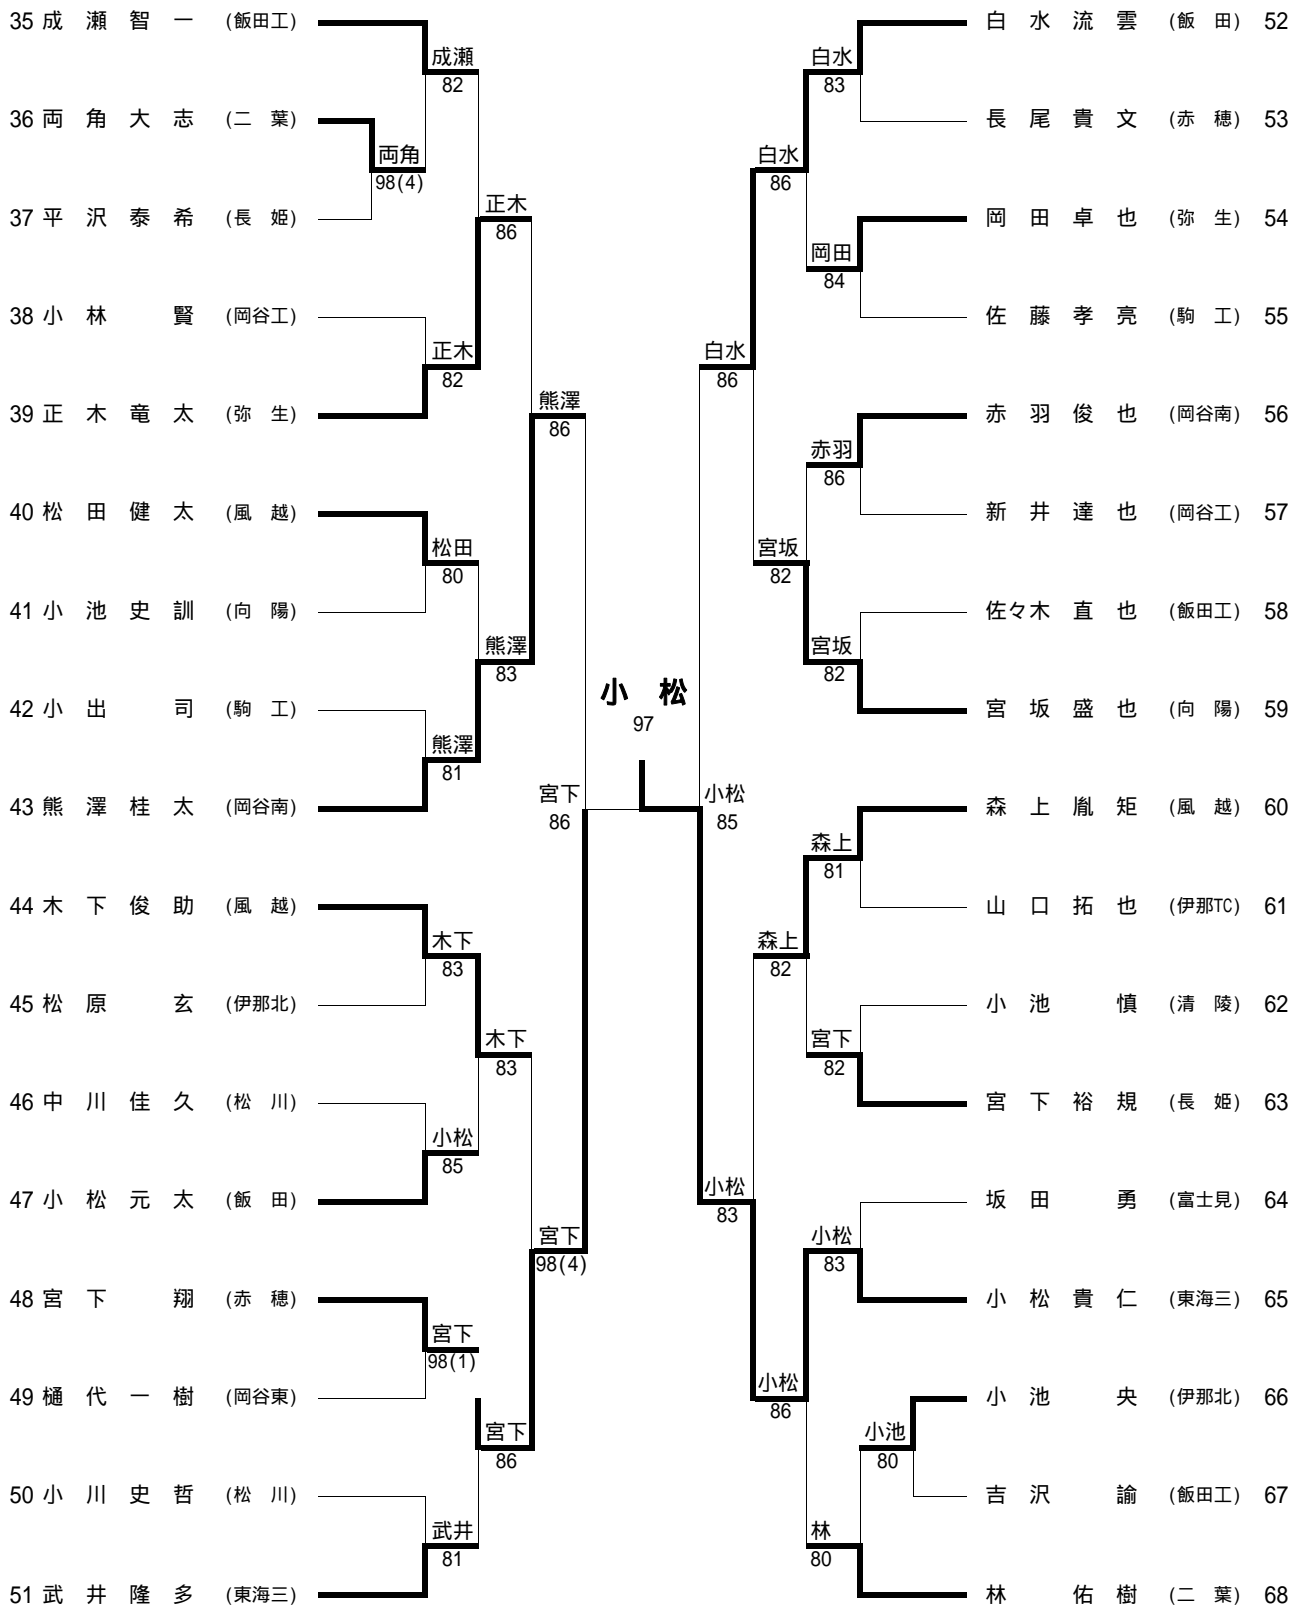 35 成瀬智一 (飯田工)
36 両角大志 (二葉)
37 平沢泰希 (長姫)
38 小林賢 (岡谷工)
39 正木竜太 (弥生)
40 松田健太 (風越)
41 小池史訓 (向陽)
42 小出司 (駒工)
43 熊澤桂太 (岡谷南)
44 木下俊助 (風越)
45 松原玄 (伊那北)
46 中川佳久 (松川)
47 小松元太 (飯田)
48 宮下翔 (赤穂)
49 樋代一樹 (岡谷東)
50 小川史哲 (松川)
51 武井隆多 (東海三)
成瀬
82
両角
98(4)
正木
82
松田
80
熊澤
81
木下
83
小松
85
宮下
98(1)
武井
81
正木
86
熊澤
83
木下
83
宮下
86
熊澤
86
宮下
98(4)
宮下
86
小松
97
小松
85
白水
86
小松
83
白水
86
宮坂
82
森上
82
小松
86
白水
83
岡田
84
赤羽
86
宮坂
82
森上
81
宮下
82
小松
83
小池
80
林
80
白水流雲 (飯田) 52
長尾貴文 (赤穂) 53
岡田卓也 (弥生) 54
佐藤孝亮 (駒工) 55
赤羽俊也 (岡谷南) 56
新井達也 (岡谷工) 57
佐々木直也 (飯田工) 58
宮坂盛也 (向陽) 59
森上胤矩 (風越) 60
山口拓也 (伊那TC) 61
小池慎 (清陵) 62
宮下裕規 (長姫) 63
坂田勇 (富士見) 64
小松貴仁 (東海三) 65
小池央 (伊那北) 66
吉沢諭 (飯田工) 67
林佑樹 (二葉) 68